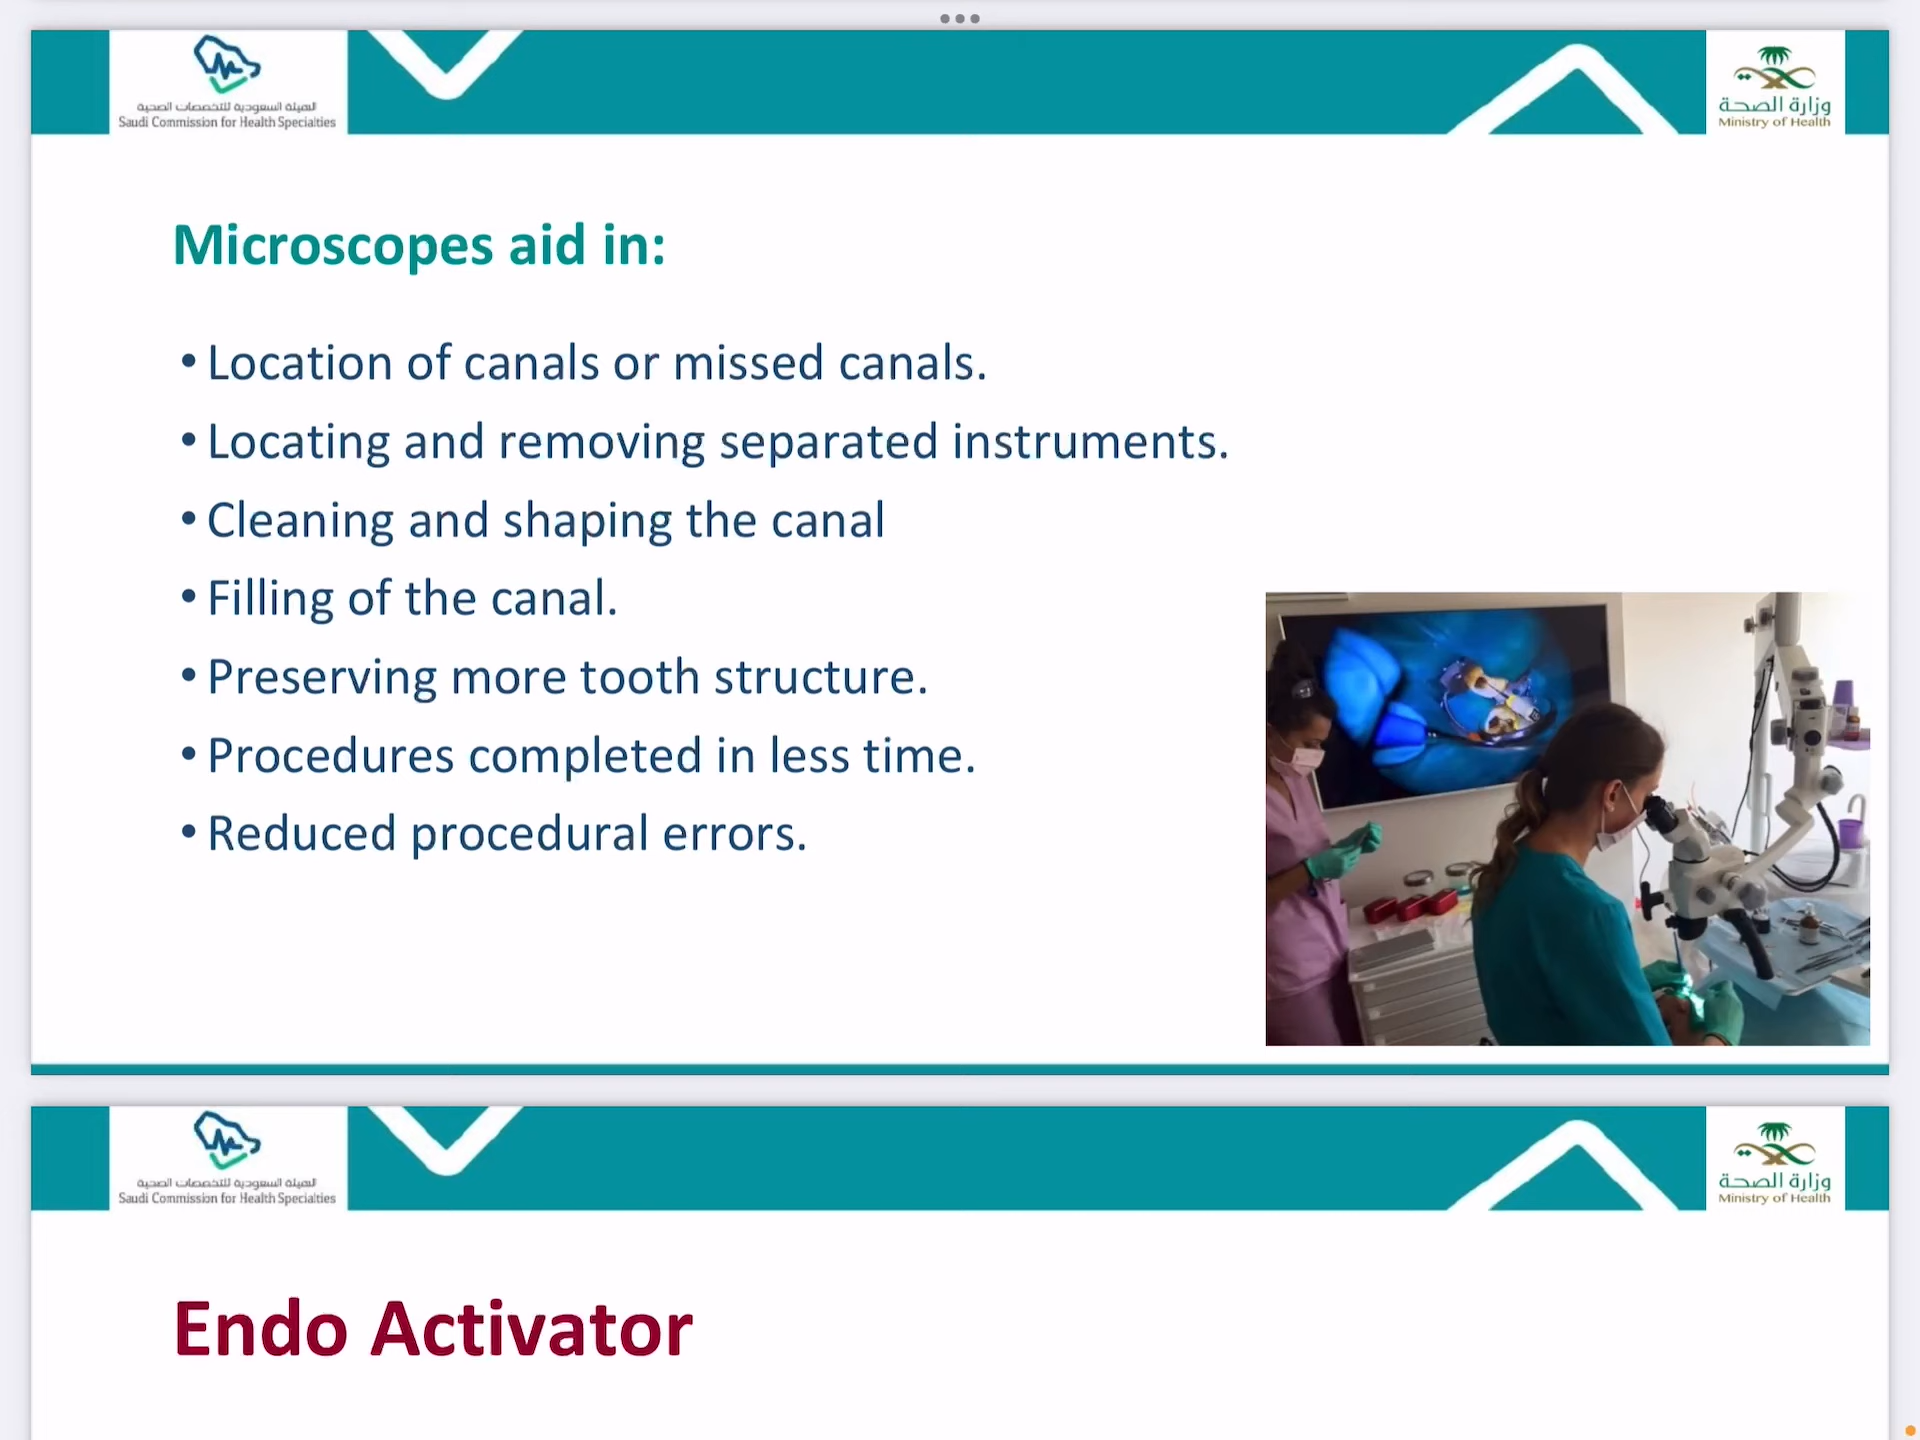 الهيئة السعودية للتخصصات الصحية
Saudi Commission for Health Specialties
وزارة الصحة
Ministry of Health
Microscopes aid in:
• Location of canals or missed canals.
• Locating and removing separated instruments.
• Cleaning and shaping the canal
• Filling of the canal.
• Preserving more tooth structure.
• Procedures completed in less time.
• Reduced procedural errors.
الهيئة السعودية للتخصصات الصحية
Saudi Commission for Health Specialties
وزارة الصحة
Ministry of Health
Endo Activator